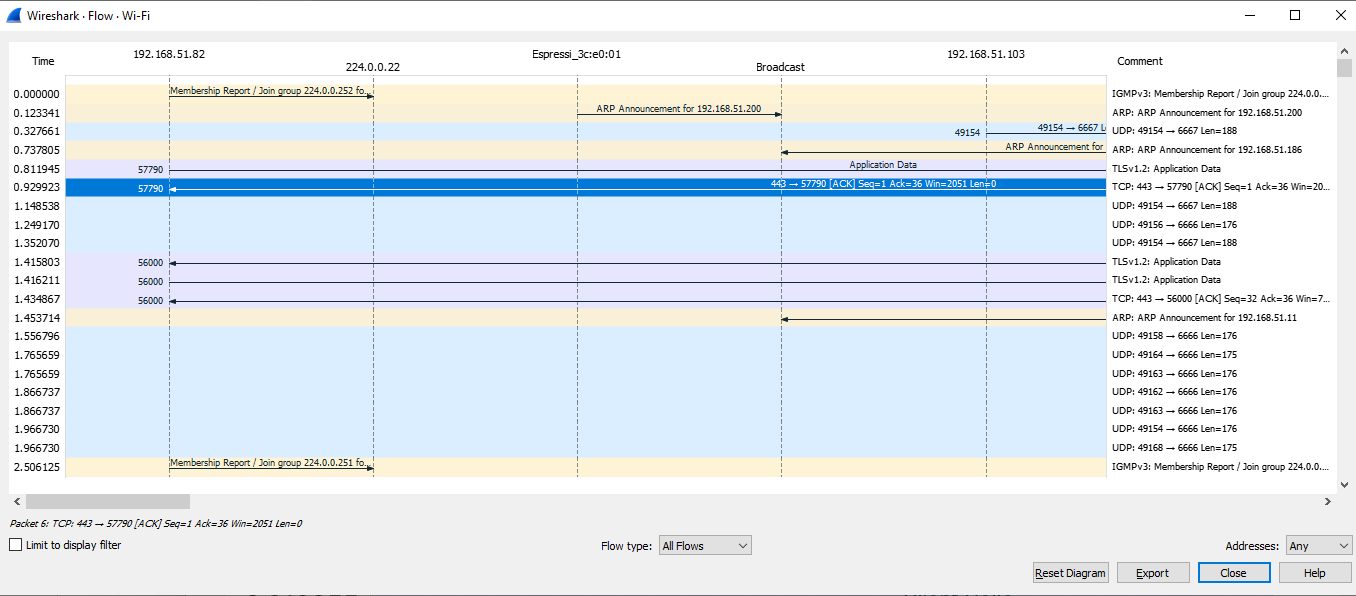 Wireshark · Flow · Wi-Fi
192.168.51.82 Espressi_3c:e0:01 192.168.51.103
Time 224.0.0.22 Broadcast Comment
0.000000 Membership Report / Join group 224.0.0.252 fo... IGMPv3: Membership Report / Join group 224.0.0....
0.123341 ARP Announcement for 192.168.51.200 ARP: ARP Announcement for 192.168.51.200
0.327661 49154 49154 → 6667 L UDP: 49154 → 6667 Len=188
0.737805 ARP Announcement for ARP: ARP Announcement for 192.168.51.186
0.811945 57790 Application Data TLSv1.2: Application Data
0.929923 57790 443 → 57790 [ACK] Seq=1 Ack=36 Win=2051 Len=0 TCP: 443 → 57790 [ACK] Seq=1 Ack=36 Win=20...
1.148538 UDP: 49154 → 6667 Len=188
1.249170 UDP: 49156 → 6666 Len=176
1.352070 UDP: 49154 → 6667 Len=188
1.415803 56000 TLSv1.2: Application Data
1.416211 56000 TLSv1.2: Application Data
1.434867 56000 TCP: 443 → 56000 [ACK] Seq=32 Ack=36 Win=7...
1.453714 ARP: ARP Announcement for 192.168.51.11
1.556796 UDP: 49158 → 6666 Len=176
1.765659 UDP: 49164 → 6666 Len=175
1.765659 UDP: 49163 → 6666 Len=176
1.866737 UDP: 49162 → 6666 Len=176
1.866737 UDP: 49163 → 6666 Len=176
1.966730 UDP: 49154 → 6666 Len=176
1.966730 UDP: 49168 → 6666 Len=175
2.506125 Membership Report / Join group 224.0.0.251 fo... IGMPv3: Membership Report / Join group 224.0.0....
Packet 6: TCP: 443 → 57790 [ACK] Seq=1 Ack=36 Win=2051 Len=0
Limit to display filter Flow type: All Flows Addresses: Any
Reset Diagram Export Close Help